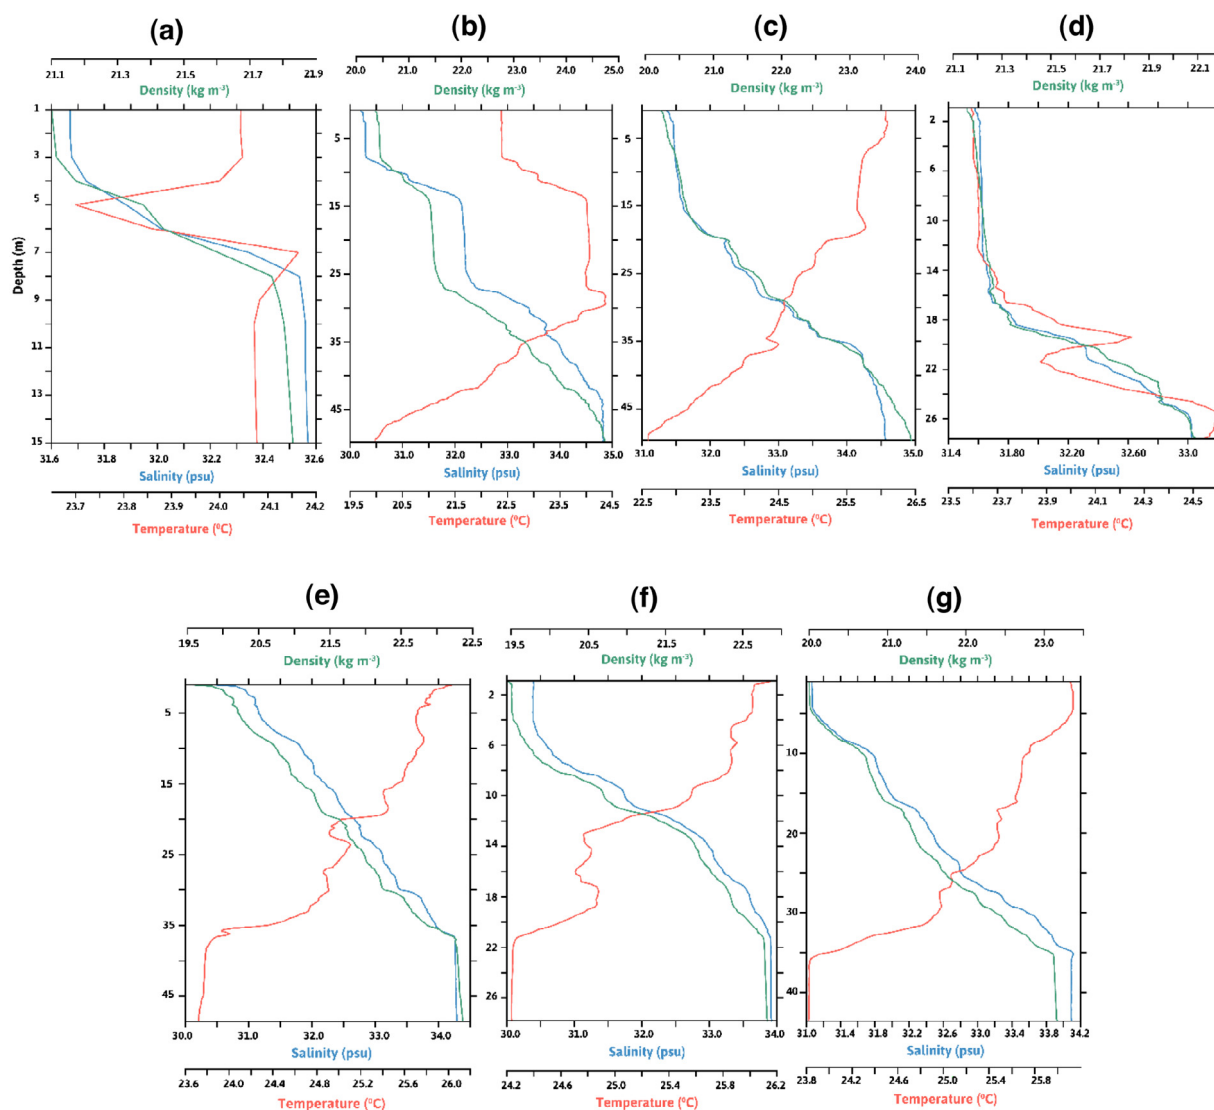 (a) (b) (c) (d)
21.1 21.3 21.5 21.7 21.9
Density (kg m⁻³)
1
3
5
7
9
11
13
15
Depth (m)
31.6 31.8 32.0 32.2 32.4 32.6
Salinity (psu)
23.7 23.8 23.9 24.0 24.1 24.2
Temperature (⁰C)
20.0 21.0 22.0 23.0 24.0 25.0
Density (kg m⁻³)
5
15
25
35
45
30.0 31.0 32.0 33.0 34.0 35.0
Salinity (psu)
19.5 20.5 21.5 22.5 23.5 24.5
Temperature (⁰C)
20.0 21.0 22.0 23.0 24.0
Density (kg m⁻³)
5
15
25
35
45
31.0 32.0 33.0 34.0 35.0
Salinity (psu)
22.5 23.5 24.5 25.5 26.5
Temperature (⁰C)
21.1 21.3 21.5 21.7 21.9 22.1
Density (kg m⁻³)
2
6
10
14
18
22
26
31.4 31.80 32.20 32.60 33.0
Salinity (psu)
23.5 23.7 23.9 24.1 24.3 24.5
Temperature (⁰C)
(e) (f) (g)
19.5 20.5 21.5 22.5 22.5
Density (kg m⁻³)
5
15
25
35
45
30.0 31.0 32.0 33.0 34.0
Salinity (psu)
23.6 24.0 24.4 24.8 25.2 25.6 26.0
Temperature (⁰C)
19.5 20.5 21.5 22.5
Density (kg m⁻³)
2
6
10
14
18
22
26
30.0 31.0 32.0 33.0 34.0
Salinity (psu)
24.2 24.6 25.0 25.4 25.8 26.2
Temperature (⁰C)
20.0 21.0 22.0 23.0
Density (kg m⁻³)
10
20
30
40
31.0 31.4 31.8 32.2 32.6 33.0 33.4 33.8 34.2
Salinity (psu)
23.8 24.2 24.6 25.0 25.4 25.8
Temperature (⁰C)